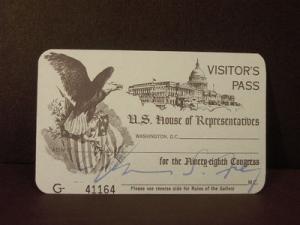 VISITOR'S
PASS
U.S. House of Representatives
WASHINGTON, D.C.
for the Ninety-eighth Congress
M.C.
G- 41164
Please see reverse side for Rules of the Galleries